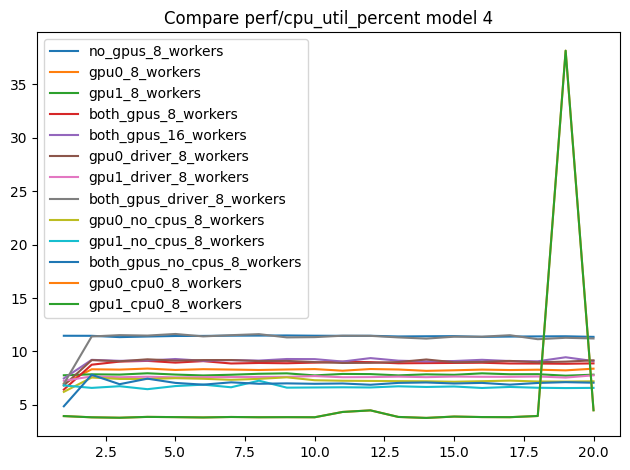 Compare perf/cpu_util_percent model 4
no_gpus_8_workers
gpu0_8_workers
gpu1_8_workers
both_gpus_8_workers
both_gpus_16_workers
gpu0_driver_8_workers
gpu1_driver_8_workers
both_gpus_driver_8_workers
gpu0_no_cpus_8_workers
gpu1_no_cpus_8_workers
both_gpus_no_cpus_8_workers
gpu0_cpu0_8_workers
gpu1_cpu0_8_workers
35
30
25
20
15
10
5
2.5 5.0 7.5 10.0 12.5 15.0 17.5 20.0